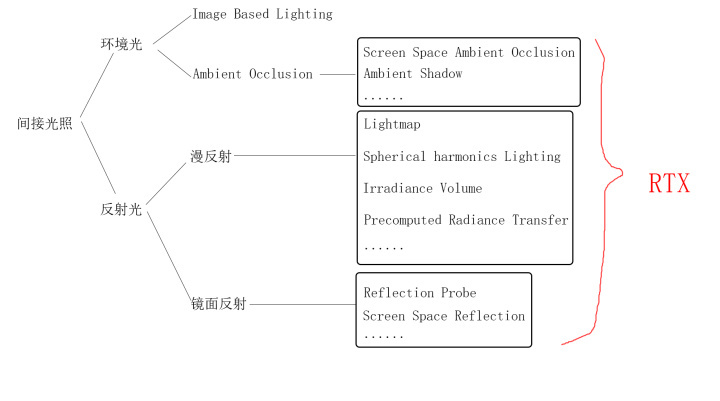 Image Based Lighting
环境光
Ambient Occlusion
Screen Space Ambient Occlusion
Ambient Shadow
......
间接光照
Lightmap
漫反射
Spherical harmonics Lighting
Irradiance Volume
RTX
反射光
Precomputed Radiance Transfer
......
镜面反射
Reflection Probe
Screen Space Reflection
......